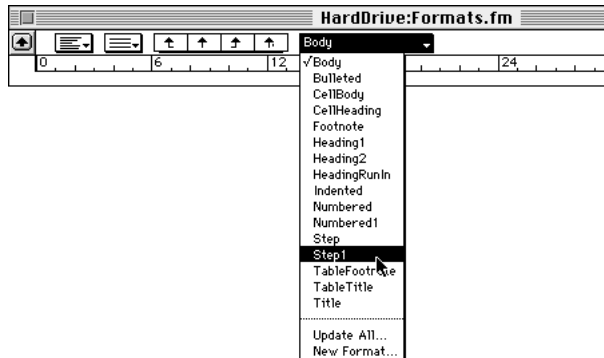 HardDrive:Formats.fm
Body
0 6 12 24
√Body
Bulleted
CellBody
CellHeading
Footnote
Heading1
Heading2
HeadingRunIn
Indented
Numbered
Numbered1
Step
Step1
TableFootnote
TableTitle
Title
Update All...
New Format...